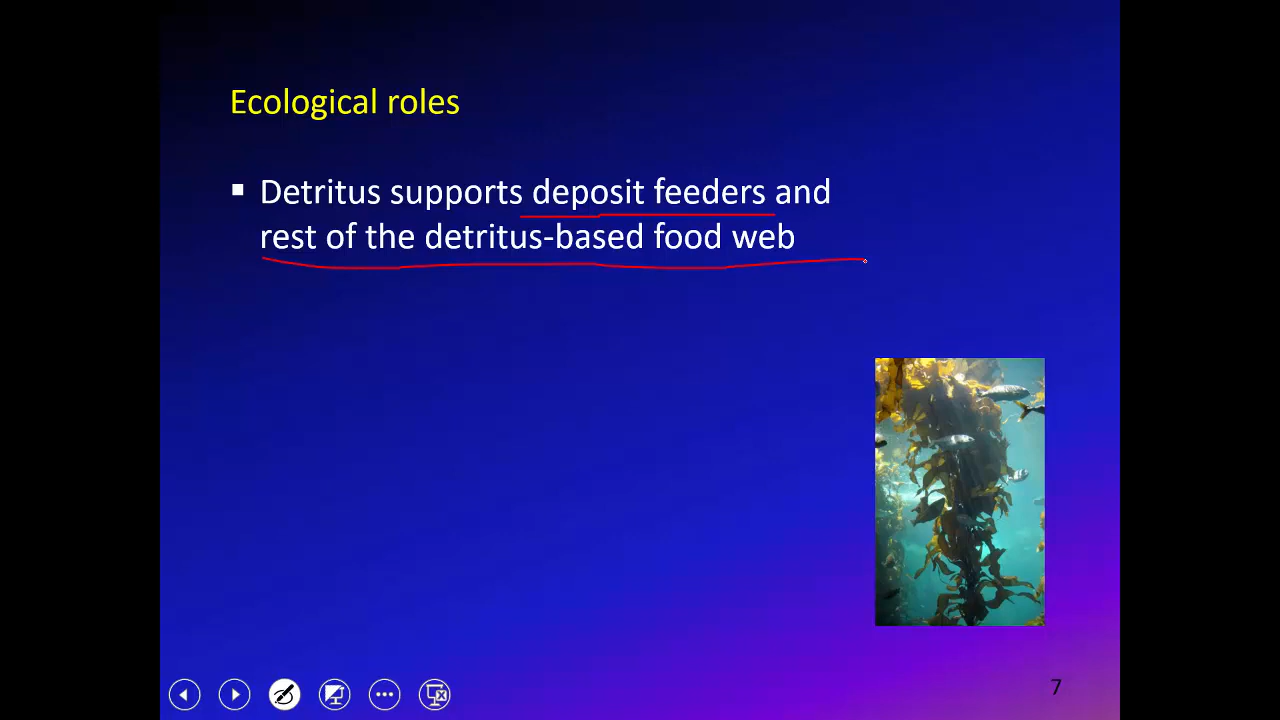 Ecological roles
▪ Detritus supports deposit feeders and
rest of the detritus-based food web
7